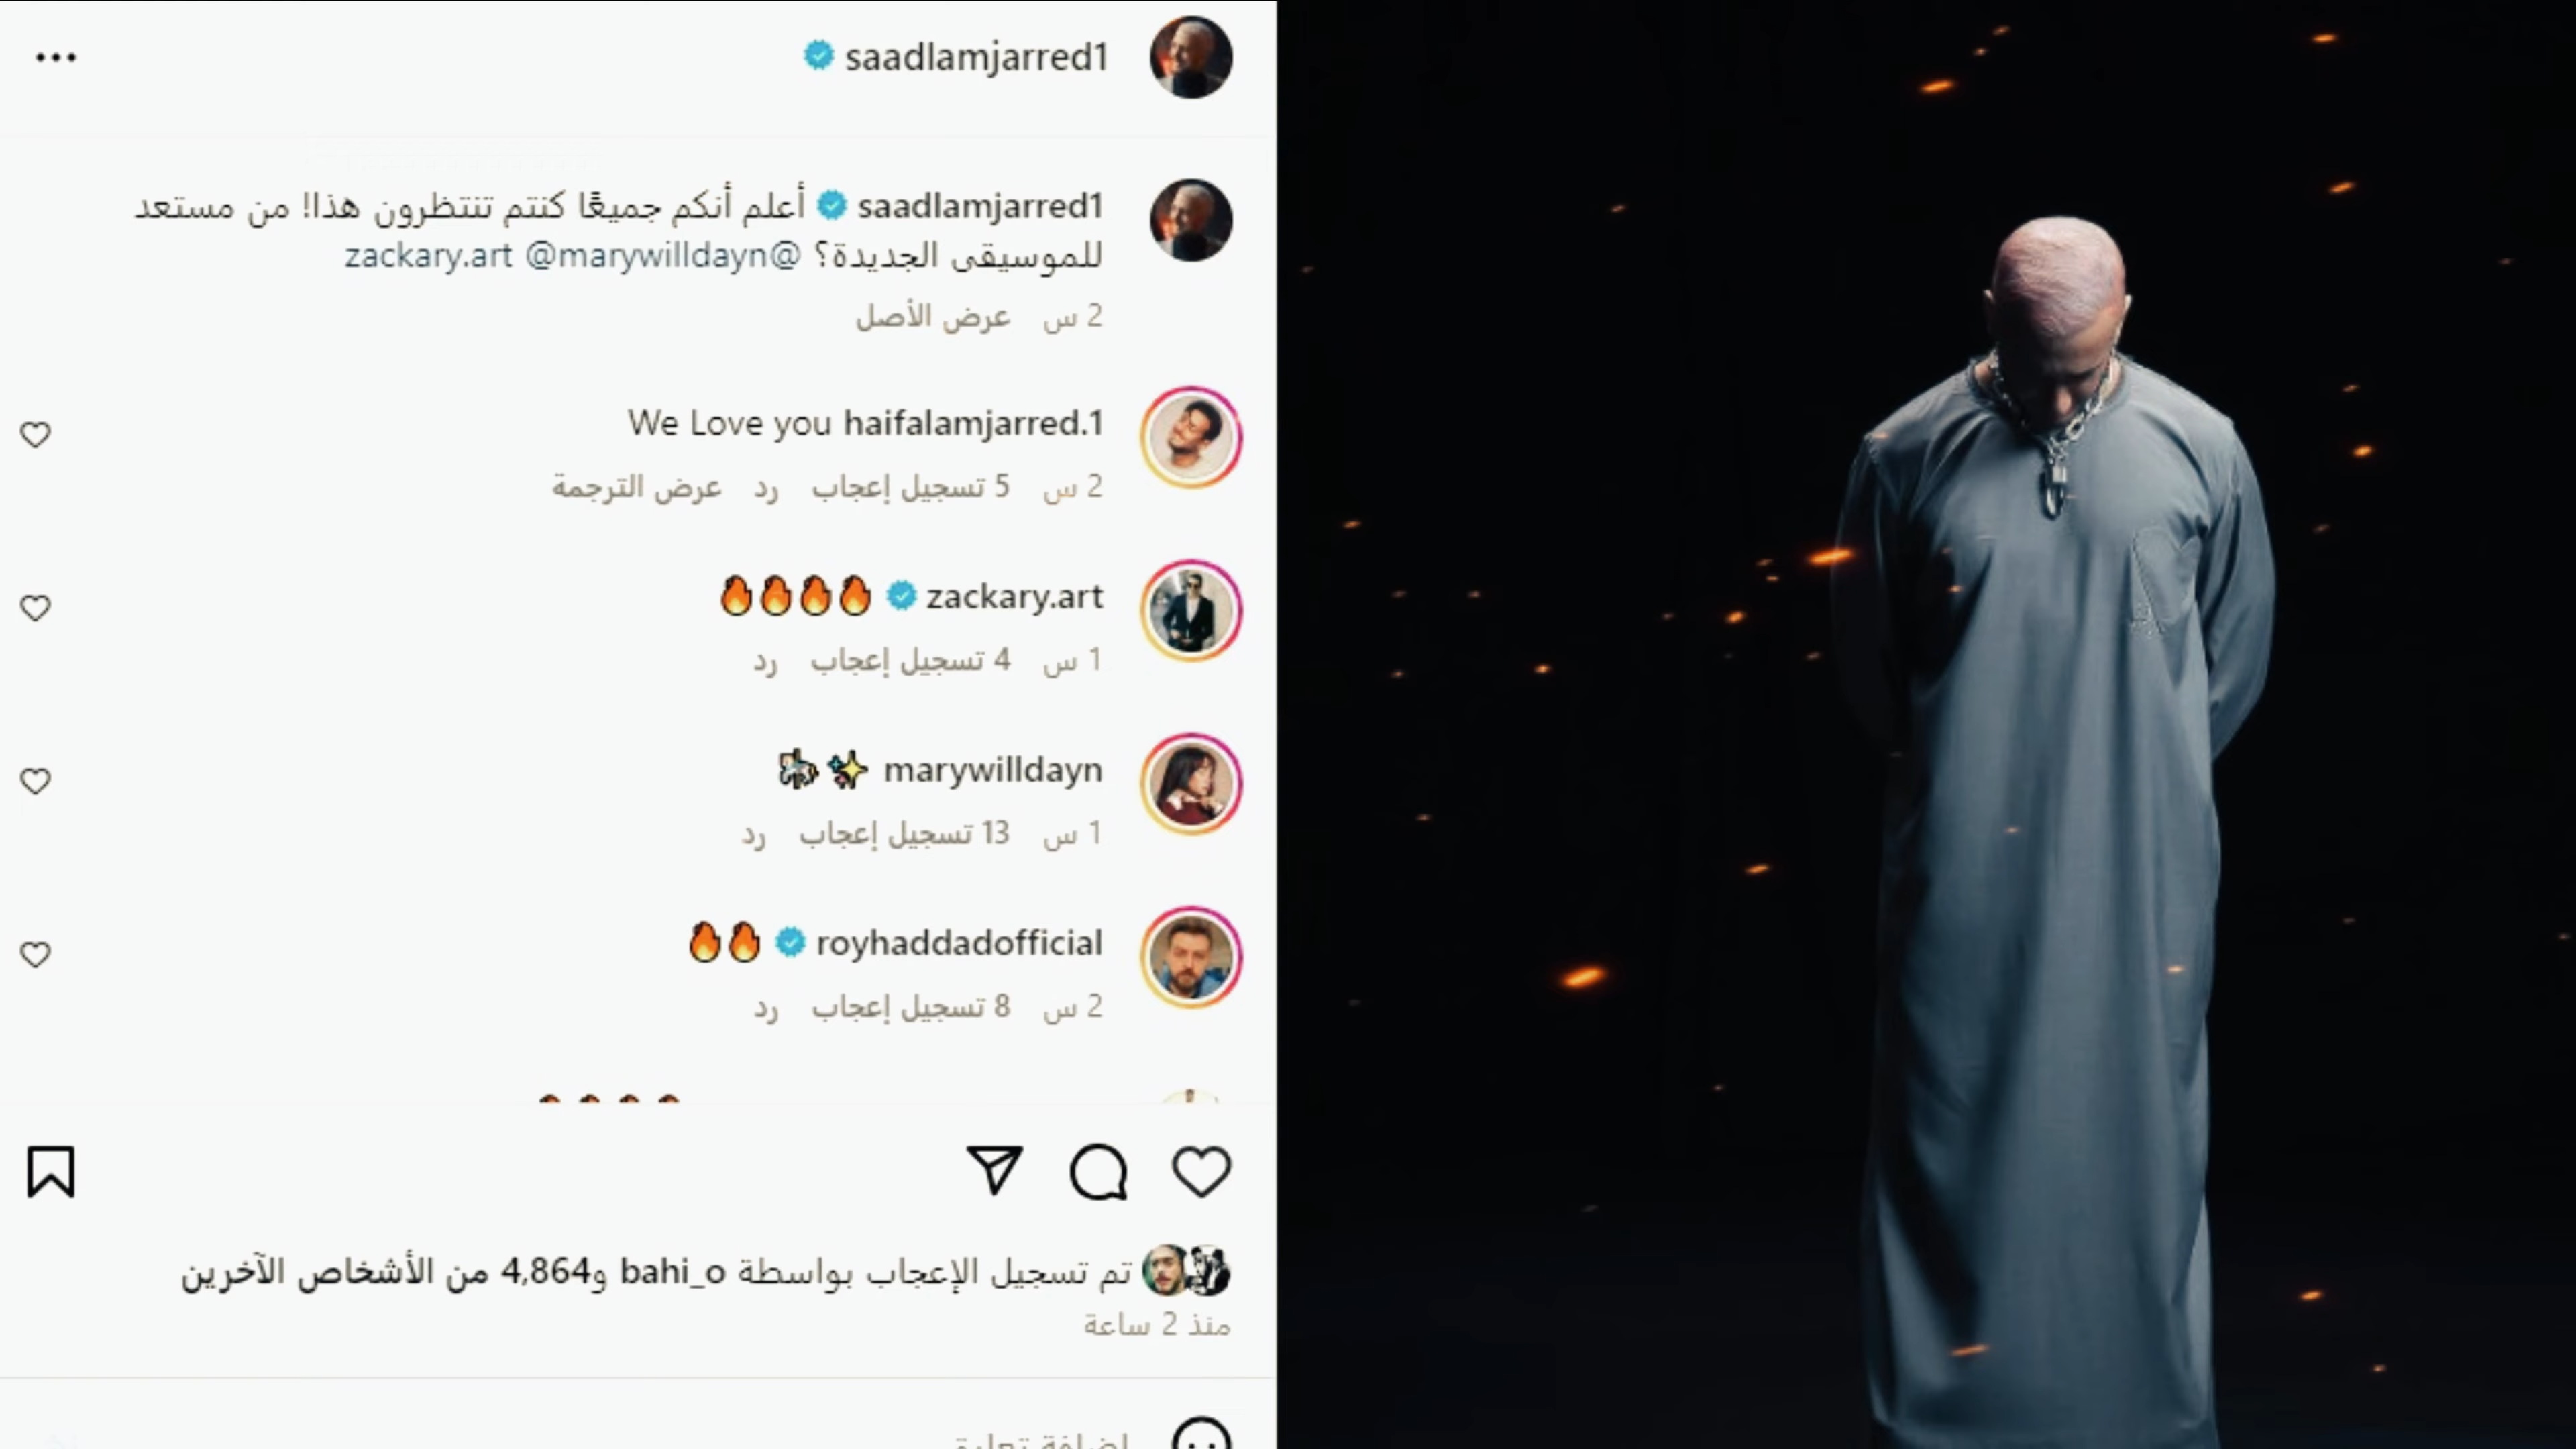 saadlamjarred1
saadlamjarred1 أعلم أنكم جميعًا كنتم تنتظرون هذا! من مستعد
للموسيقى الجديدة؟ @marywilldayn @zackary.art
2 س عرض الأصل
haifalamjarred.1 We Love you
2 س 5 تسجيل إعجاب رد عرض الترجمة
zackary.art 🔥🔥🔥🔥
1 س 4 تسجيل إعجاب رد
marywilldayn
1 س 13 تسجيل إعجاب رد
royhaddadofficial 🔥🔥
2 س 8 تسجيل إعجاب رد
تم تسجيل الإعجاب بواسطة bahi_o و4,864 من الأشخاص الآخرين
منذ 2 ساعة